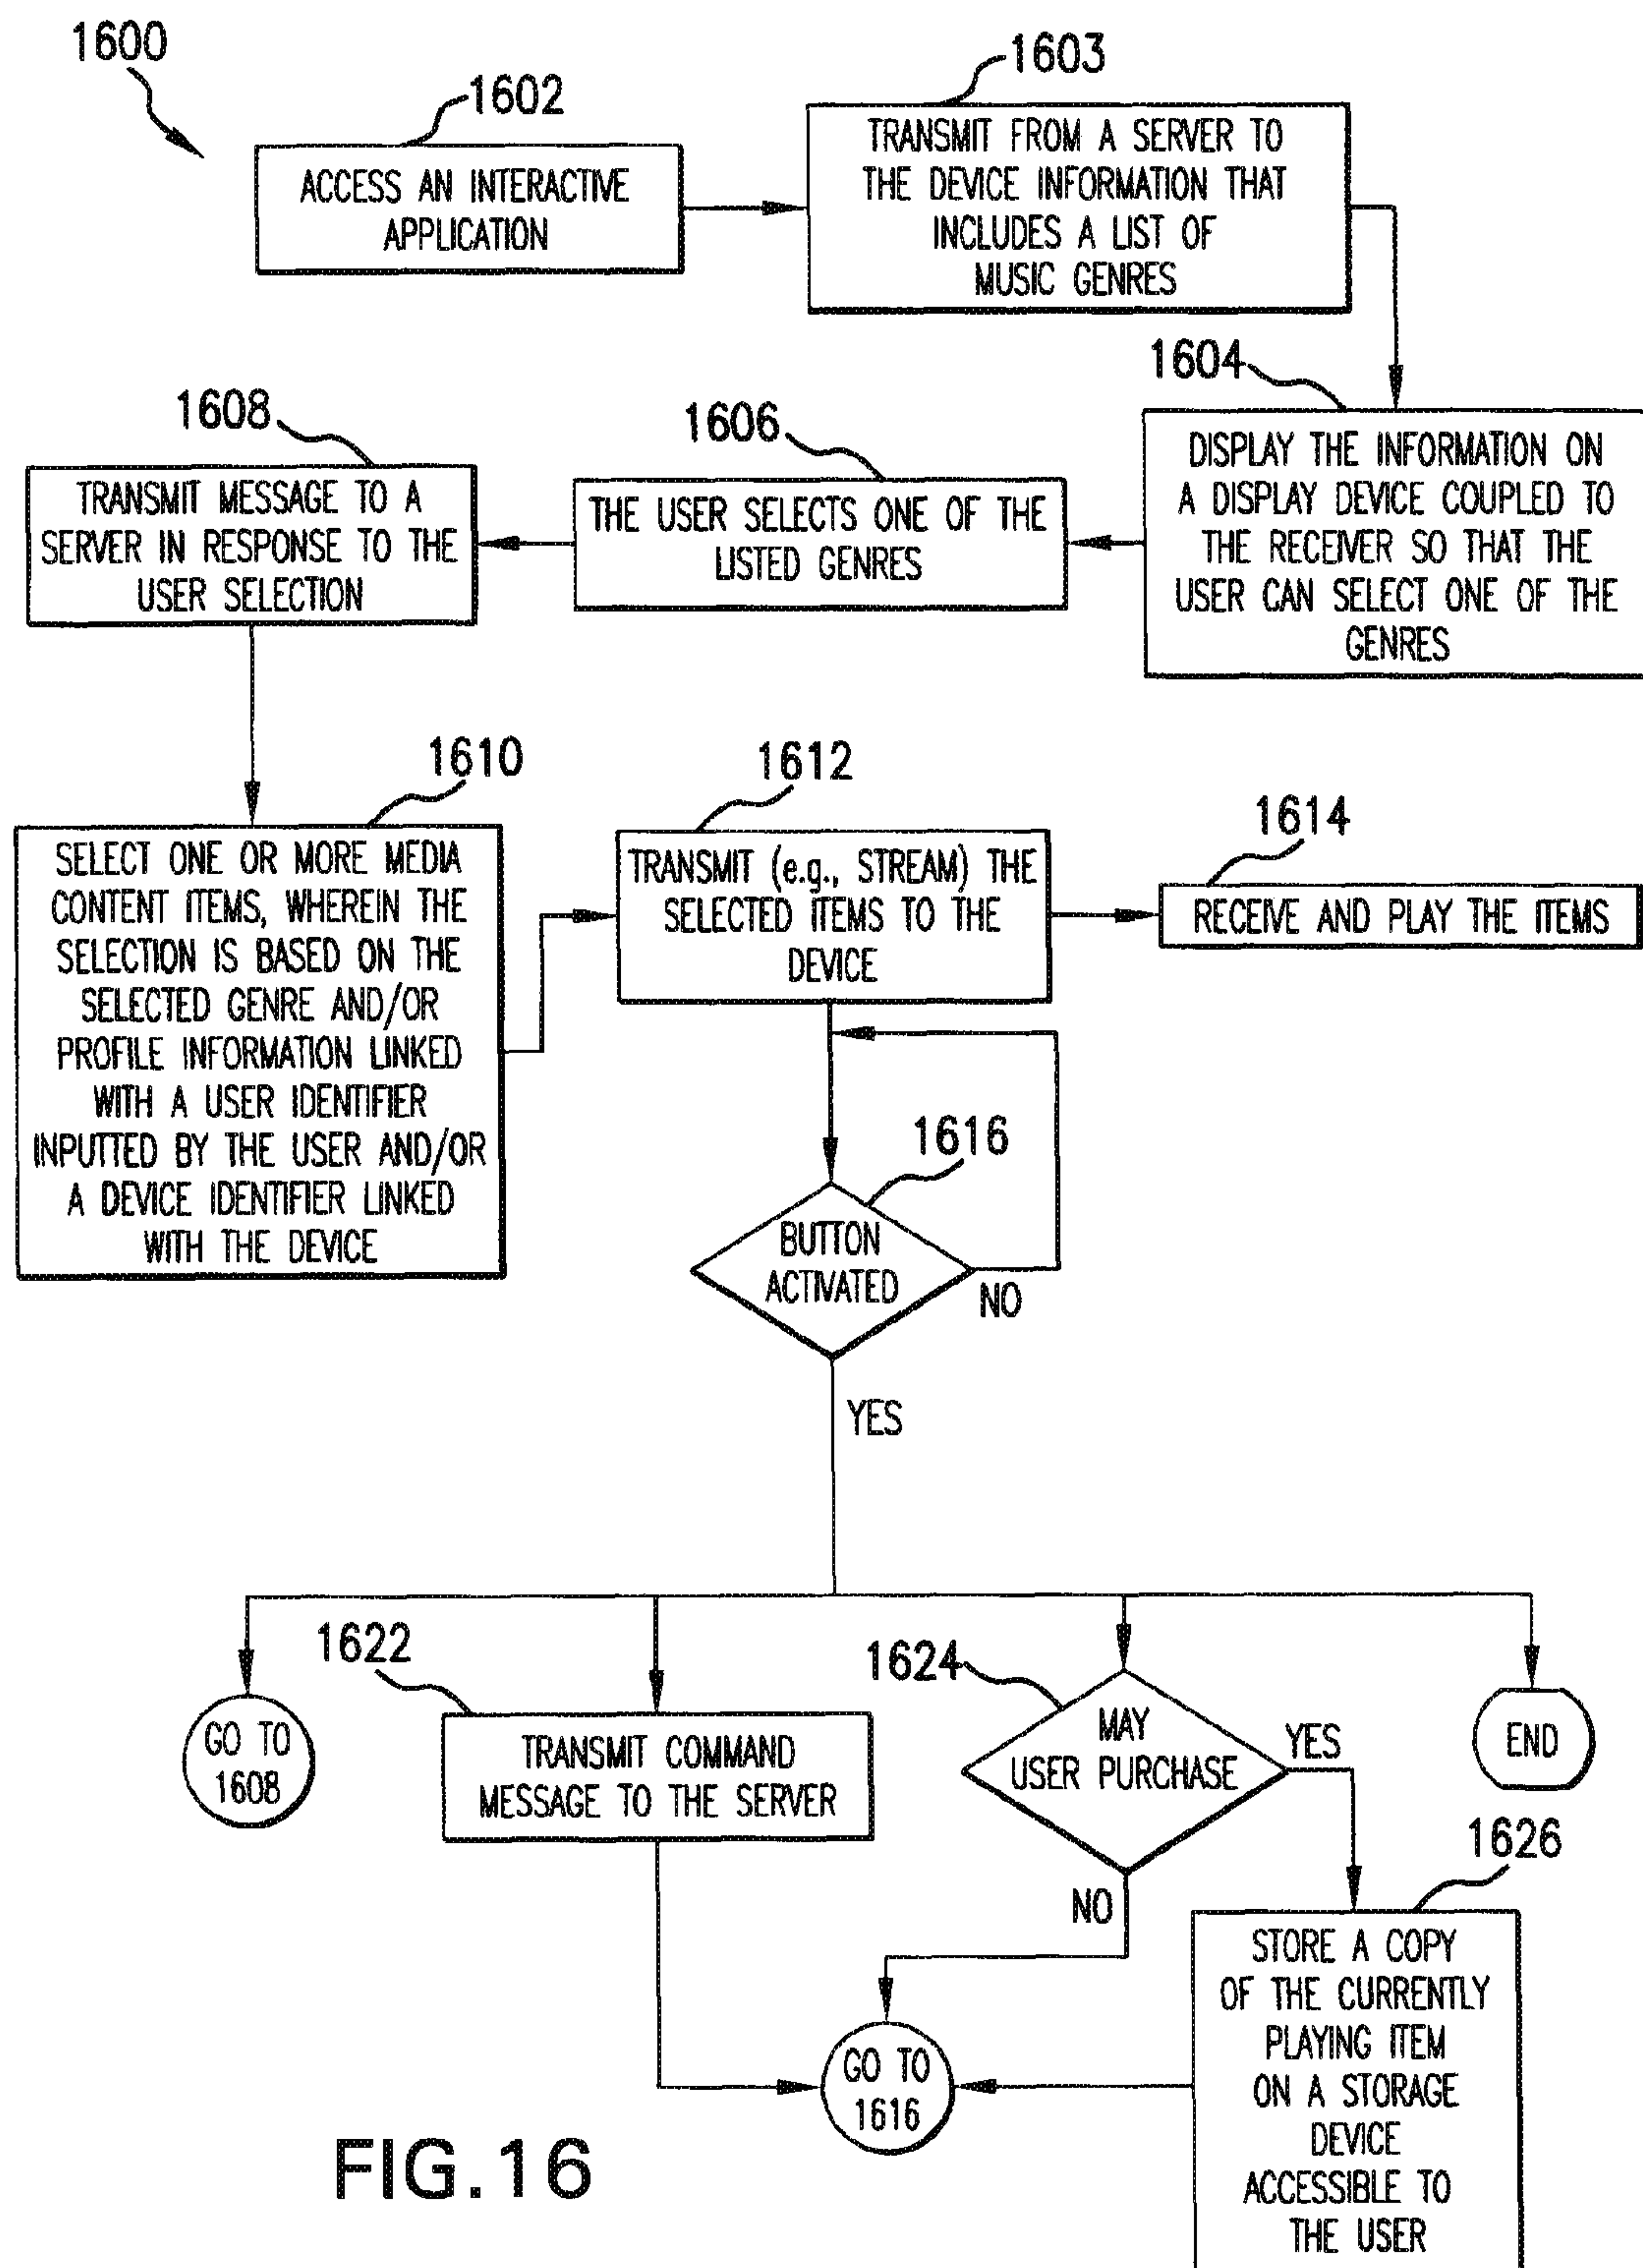 1600
1602
ACCESS AN INTERACTIVE
APPLICATION
1603
TRANSMIT FROM A SERVER TO
THE DEVICE INFORMATION THAT
INCLUDES A LIST OF
MUSIC GENRES
1604
DISPLAY THE INFORMATION ON
A DISPLAY DEVICE COUPLED TO
THE RECEIVER SO THAT THE
USER CAN SELECT ONE OF THE
GENRES
1606
THE USER SELECTS ONE OF THE
LISTED GENRES
1608
TRANSMIT MESSAGE TO A
SERVER IN RESPONSE TO THE
USER SELECTION
1610
SELECT ONE OR MORE MEDIA
CONTENT ITEMS, WHEREIN THE
SELECTION IS BASED ON THE
SELECTED GENRE AND/OR
PROFILE INFORMATION LINKED
WITH A USER IDENTIFIER
INPUTTED BY THE USER AND/OR
A DEVICE IDENTIFIER LINKED
WITH THE DEVICE
1612
TRANSMIT (e.g., STREAM) THE
SELECTED ITEMS TO THE
DEVICE
1614
RECEIVE AND PLAY THE ITEMS
1616
BUTTON
ACTIVATED
NO
YES
GO TO
1608
1622
TRANSMIT COMMAND
MESSAGE TO THE SERVER
1624
MAY
USER PURCHASE
YES
NO
END
1626
STORE A COPY
OF THE CURRENTLY
PLAYING ITEM
ON A STORAGE
DEVICE
ACCESSIBLE TO
THE USER
GO TO
1616
FIG.16